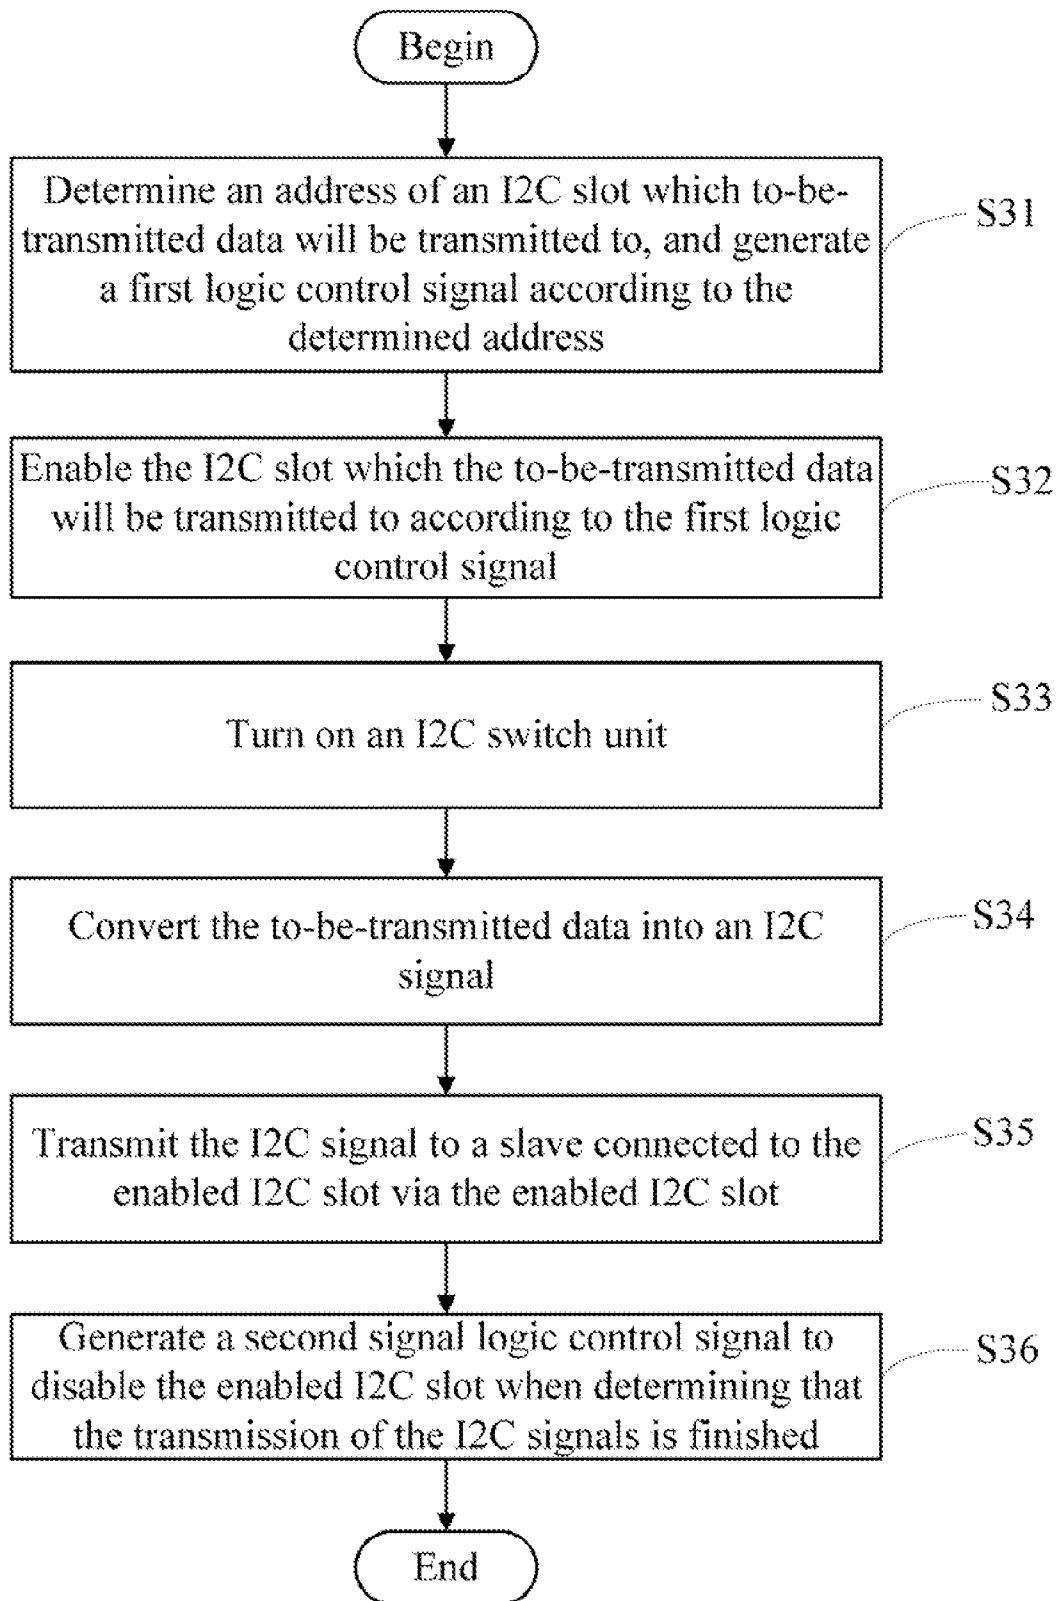 Begin
Determine an address of an I2C slot which to-be-
transmitted data will be transmitted to, and generate
a first logic control signal according to the
determined address
S31
Enable the I2C slot which the to-be-transmitted data
will be transmitted to according to the first logic
control signal
S32
Turn on an I2C switch unit
S33
Convert the to-be-transmitted data into an I2C
signal
S34
Transmit the I2C signal to a slave connected to the
enabled I2C slot via the enabled I2C slot
S35
Generate a second signal logic control signal to
disable the enabled I2C slot when determining that
the transmission of the I2C signals is finished
S36
End